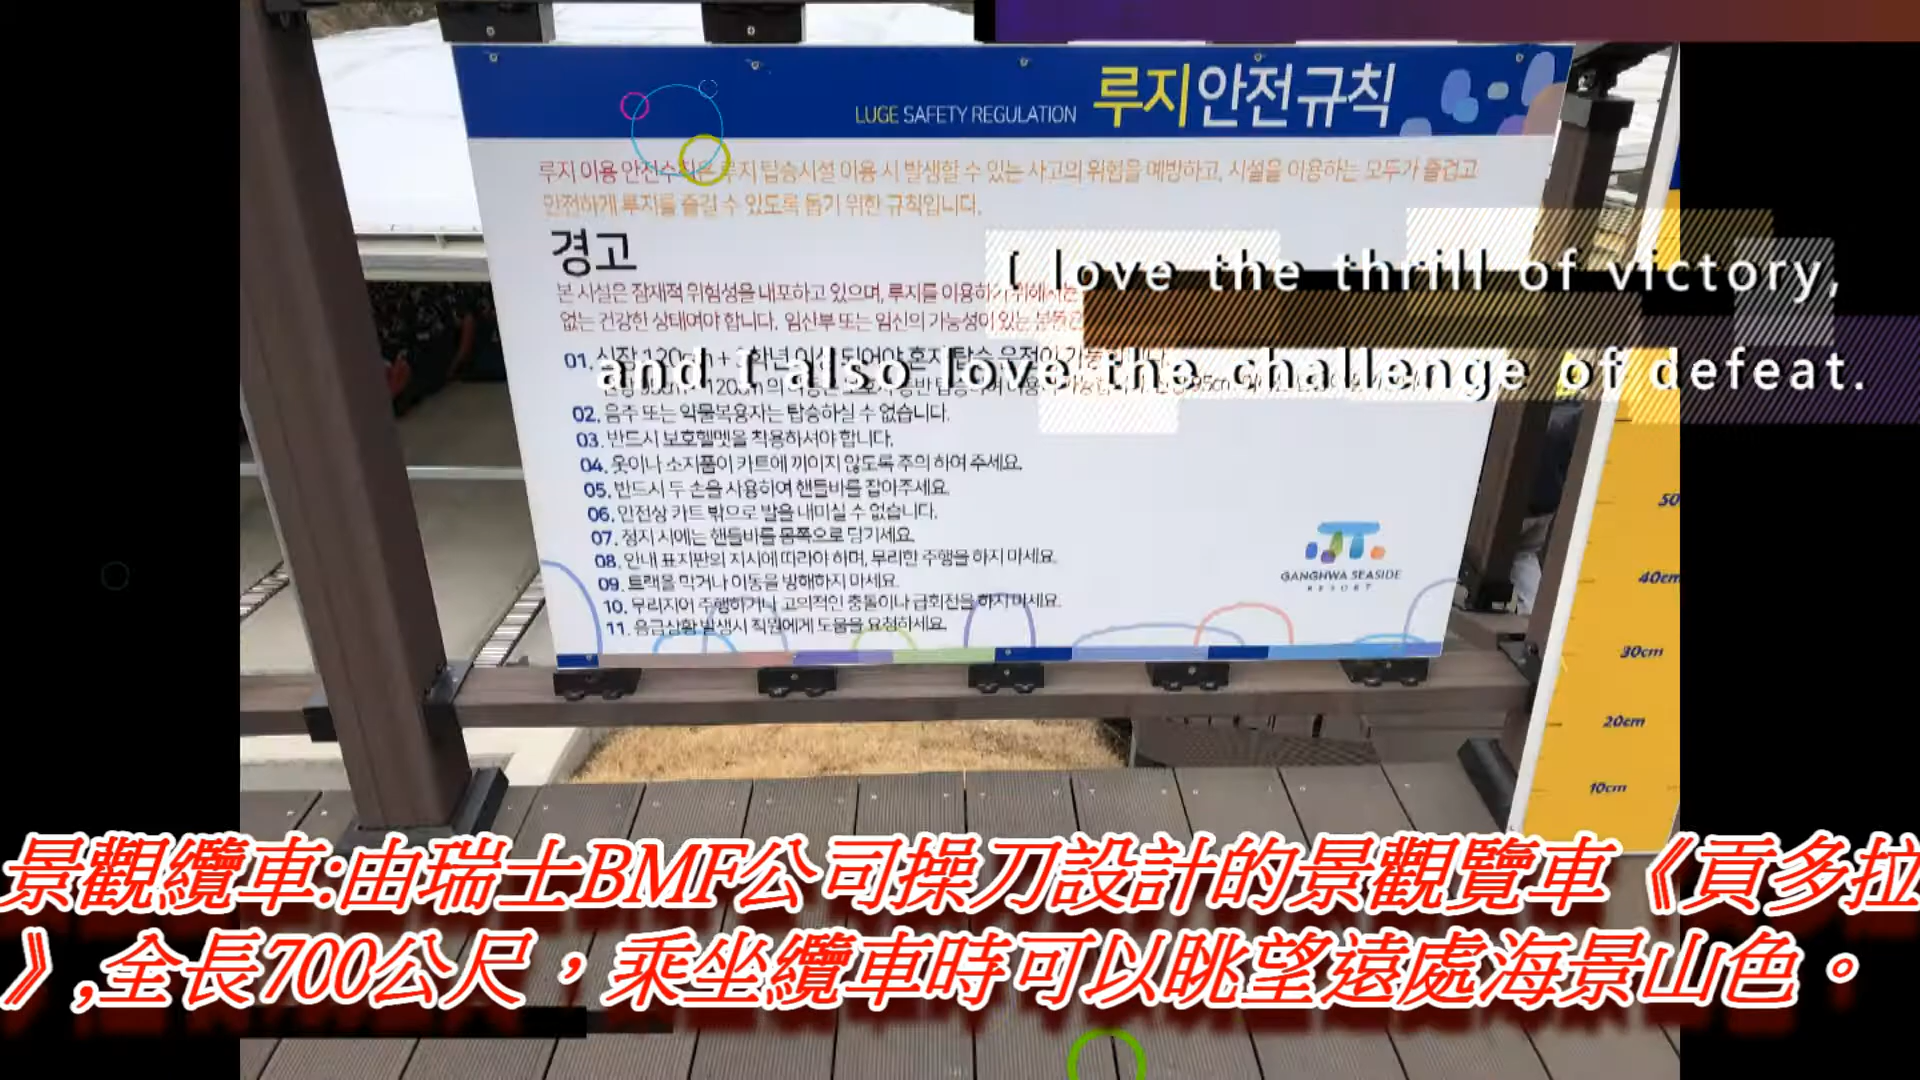 LUGE SAFETY REGULATION 루지안전규칙
루지 이용 안전수칙은 루지 탑승시설 이용 시 발생할 수 있는 사고의 위험을 예방하고, 시설을 이용하는 모두가 즐겁고
안전하게 루지를 즐길 수 있도록 돕기 위한 규칙입니다.
경고
I love the thrill of victory,
본 시설은 잠재적 위험성을 내포하고 있으며, 루지를 이용하기 위해서는
없는 건강한 상태여야 합니다. 임산부 또는 임신의 가능성이 있는 분들은
01. 신장 120cm + 학년 이상 되어야 혼자 탑승 운전이
and I also love the challenge of defeat.
02. 음주 또는 약물복용자는 탑승하실 수 없습니다.
03. 반드시 보호헬멧을 착용하셔야 합니다.
04. 옷이나 소지품이 카트에 끼이지 않도록 주의 하여 주세요.
05. 반드시 두 손을 사용하여 핸들바를 잡아주세요.
06. 안전상 카트 밖으로 발을 내미실 수 없습니다.
07. 정지 시에는 핸들바를 몸쪽으로 당기세요.
08. 안내 표지판의 지시에 따라야 하며, 무리한 주행을 하지 마세요.
09. 트랙을 막거나 이동을 방해하지 마세요.
10. 무리지어 주행하거나 고의적인 충돌이나 급회전을 하지 마세요.
11. 응급상황 발생시 직원에게 도움을 요청하세요.
GANGHWA SEASIDE
RESORT
50
40cm
30cm
20cm
10cm
景觀纜車:由瑞士BMF公司操刀設計的景觀覽車《貢多拉
》,全長700公尺，乘坐纜車時可以眺望遠處海景山色。